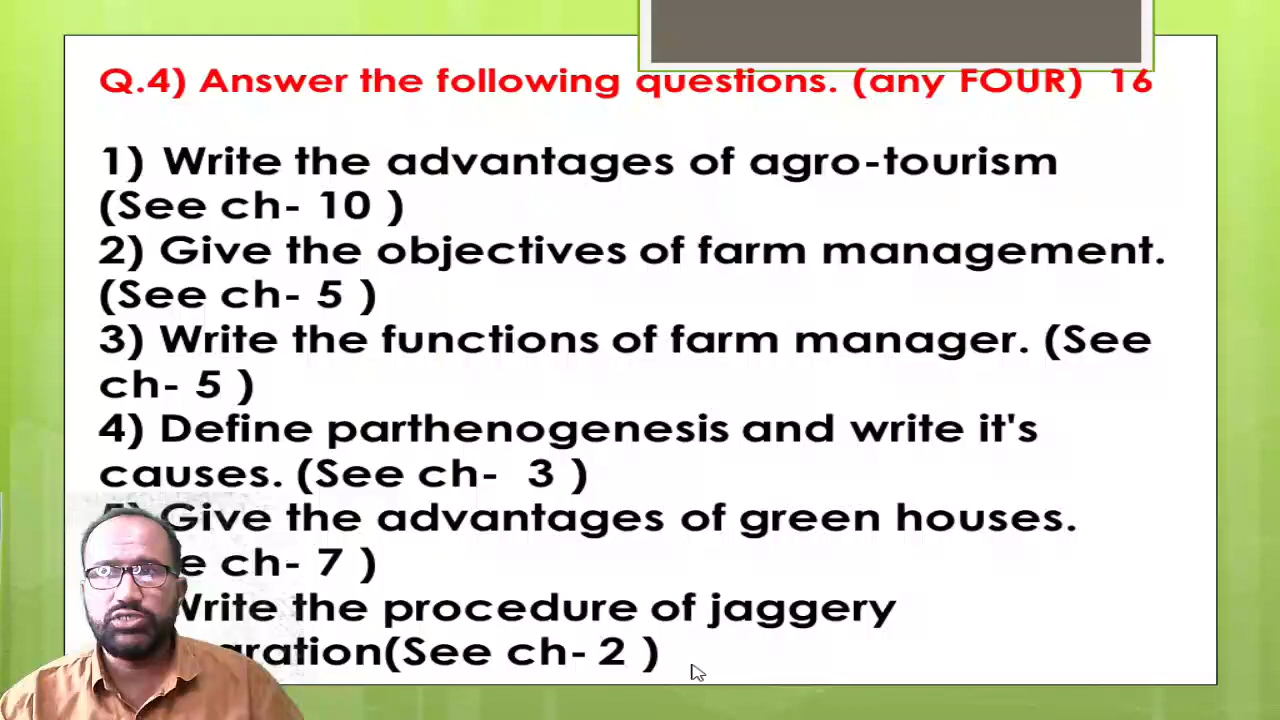 Q.4) Answer the following questions. (any FOUR) 16
1) Write the advantages of agro-tourism
(See ch- 10 )
2) Give the objectives of farm management.
(See ch- 5 )
3) Write the functions of farm manager. (See
ch- 5 )
4) Define parthenogenesis and write it's
causes. (See ch- 3 )
5) Give the advantages of green houses.
ch- 7 )
Write the procedure of jaggery
(See ch- 2 )